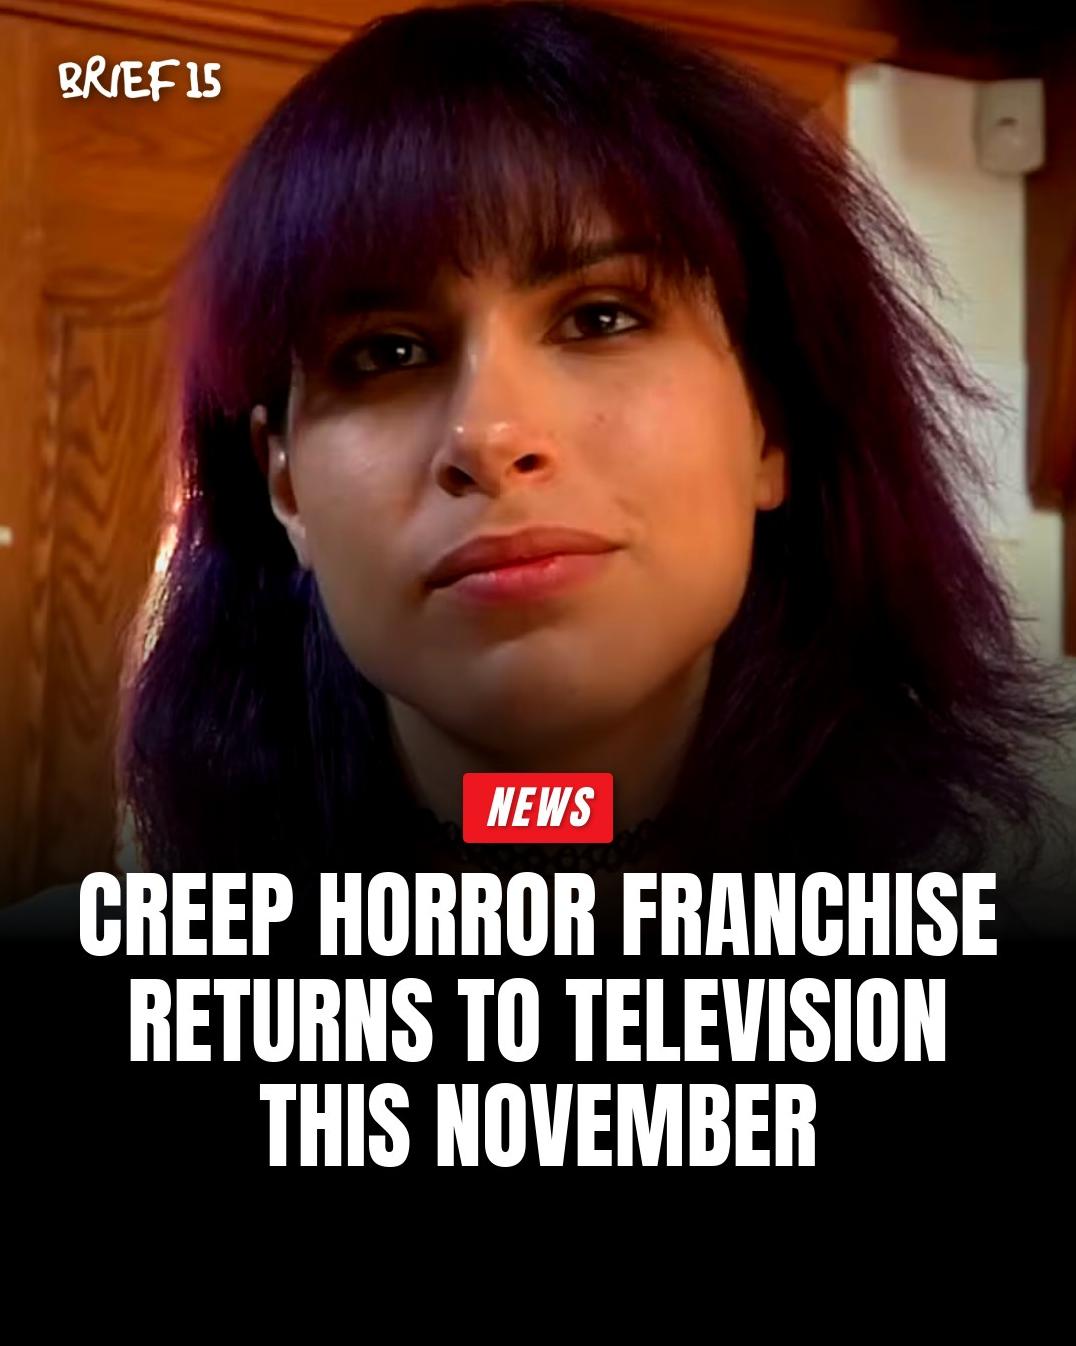 BRIEF 15
NEWS
CREEP HORROR FRANCHISE
RETURNS TO TELEVISION
THIS NOVEMBER